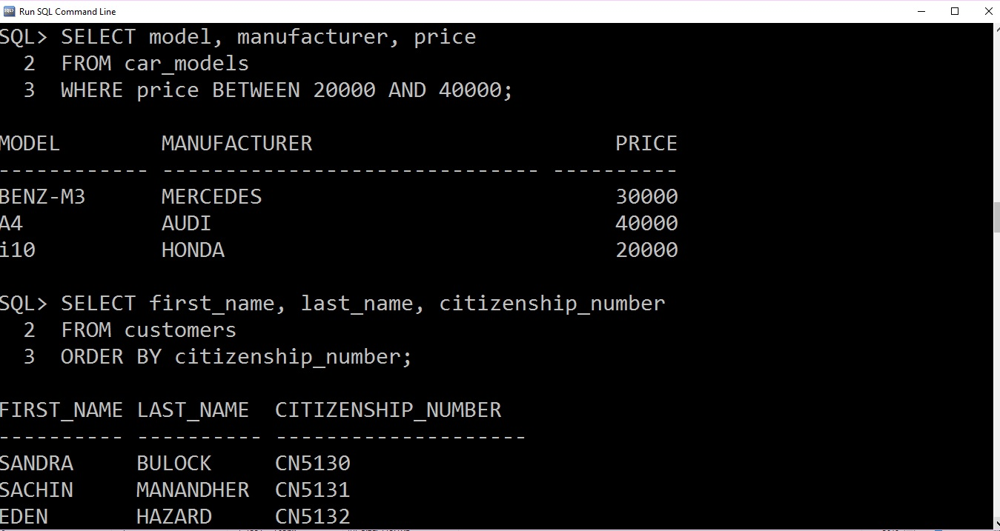 Run SQL Command Line
SQL> SELECT model, manufacturer, price
2 FROM car_models
3 WHERE price BETWEEN 20000 AND 40000;
MODEL MANUFACTURER PRICE
------------ ------------------------------ ----------
BENZ-M3 MERCEDES 30000
A4 AUDI 40000
i10 HONDA 20000
SQL> SELECT first_name, last_name, citizenship_number
2 FROM customers
3 ORDER BY citizenship_number;
FIRST_NAME LAST_NAME CITIZENSHIP_NUMBER
---------- ---------- --------------------
SANDRA BULOCK CN5130
SACHIN MANANDHER CN5131
EDEN HAZARD CN5132